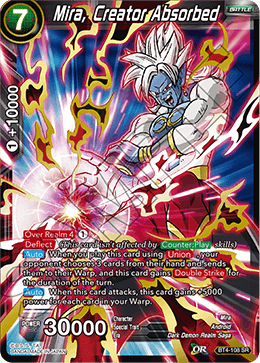 Mira, Creator Absorbed
BATTLE
7
+10000
Over Realm 4
Deflect (This card isn't affected by Counter:Play skills)
Auto When you play this card using Union, your
opponent chooses 3 cards from their hand and sends
them to their Warp, and this card gains Double Strike for
the duration of the turn.
Auto When this card attacks, this card gains +5000
power for each card in your Warp.
Character Mira
Special Trait Android
Era Dark Demon Realm Saga
POWER 30000
BT4-108 SR